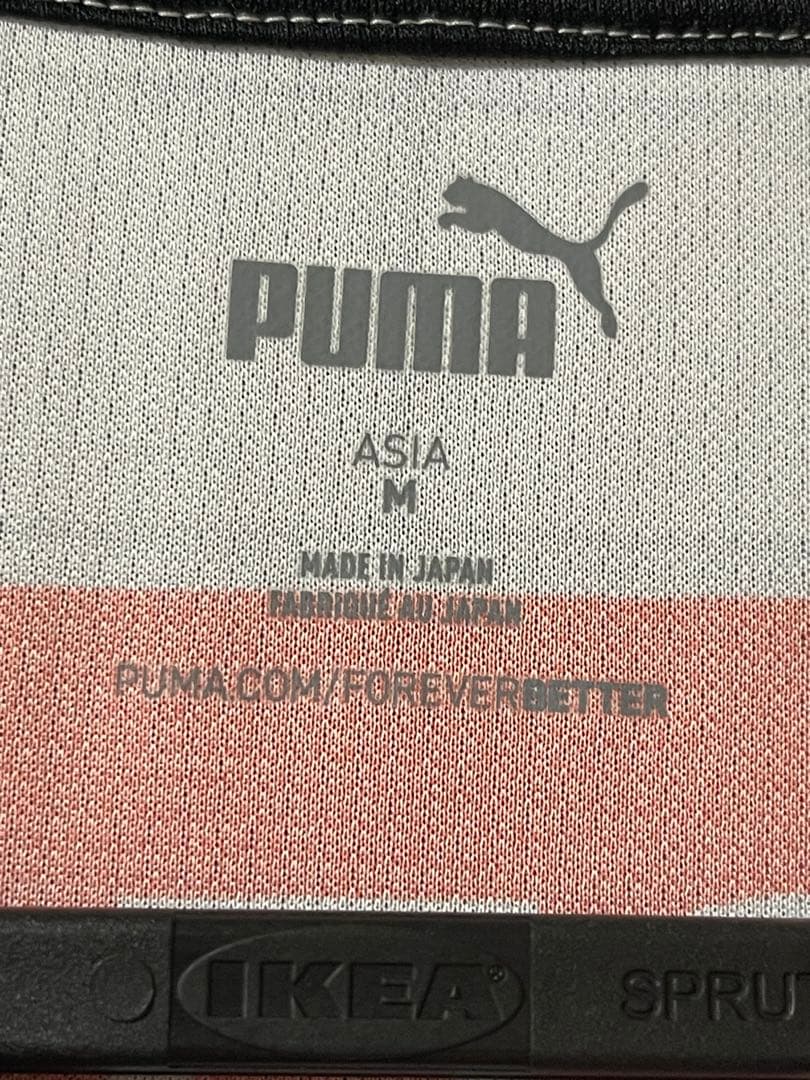 PUMA
ASIA
M
MADE IN JAPAN
FABRIQUÉ AU JAPAN
PUMA.COM/FOREVERBETTER
IKEA®
SPRUT